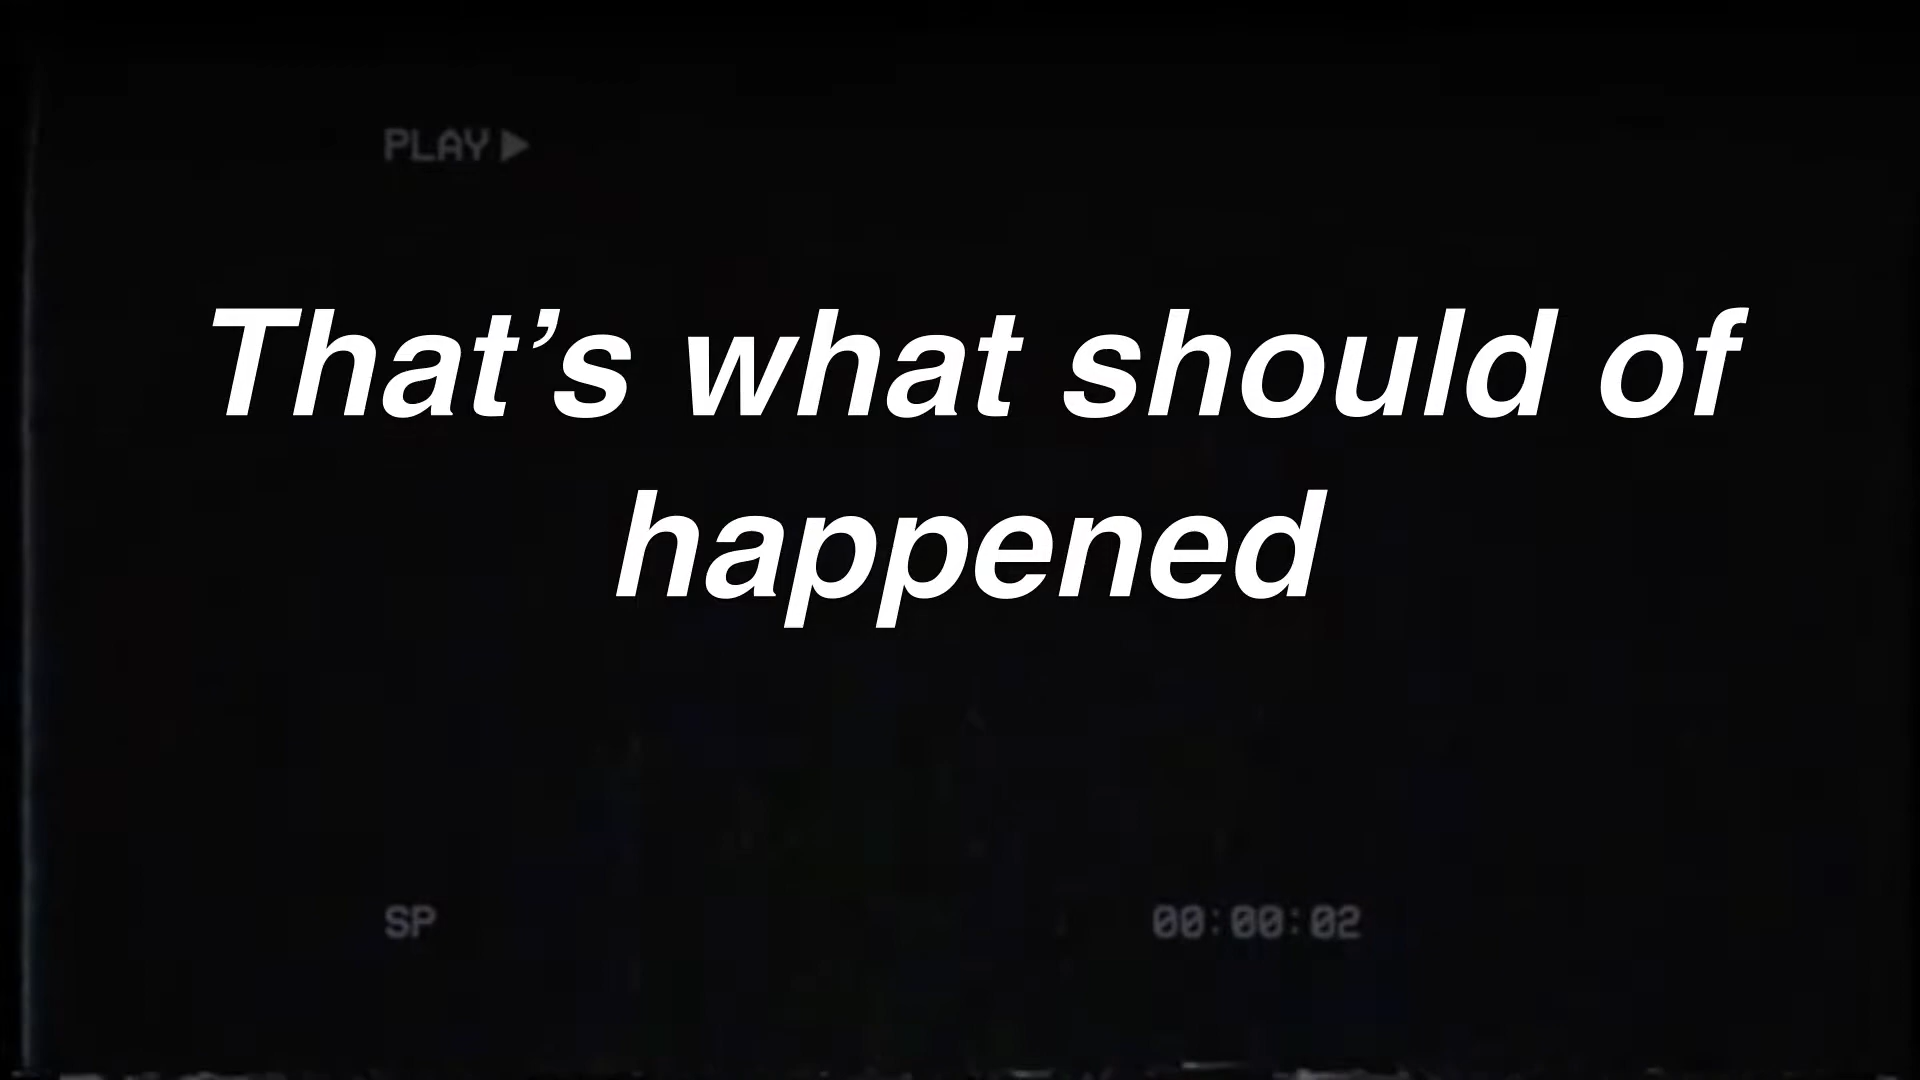 PLAY ▶
That’s what should of
happened
SP 00:00:02